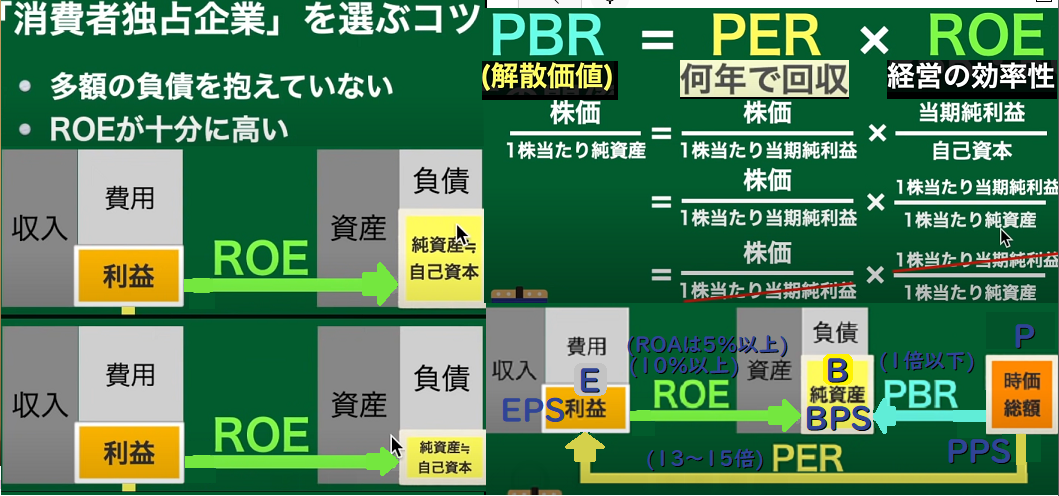 「消費者独占企業」を選ぶコツ
多額の負債を抱えていない
ROEが十分に高い
収入
費用
利益
ROE
資産
負債
純資産≒
自己資本
収入
費用
利益
ROE
資産
負債
純資産≒
自己資本
PBR = PER × ROE
(解散価値) 何年で回収 経営の効率性
株価 株価 当期純利益
= ×
1株当たり純資産 1株当たり当期純利益 自己資本
株価 1株当たり当期純利益
= ×
1株当たり当期純利益 1株当たり純資産
株価 1株当たり当期純利益
= ×
1株当たり当期純利益 1株当たり純資産
収入
費用
E
EPS利益
(ROAは5%以上)
(10%以上)
ROE
資産
負債
B
純資産
BPS
(1倍以下)
PBR
P
時価
総額
PPS
(13〜15倍) PER